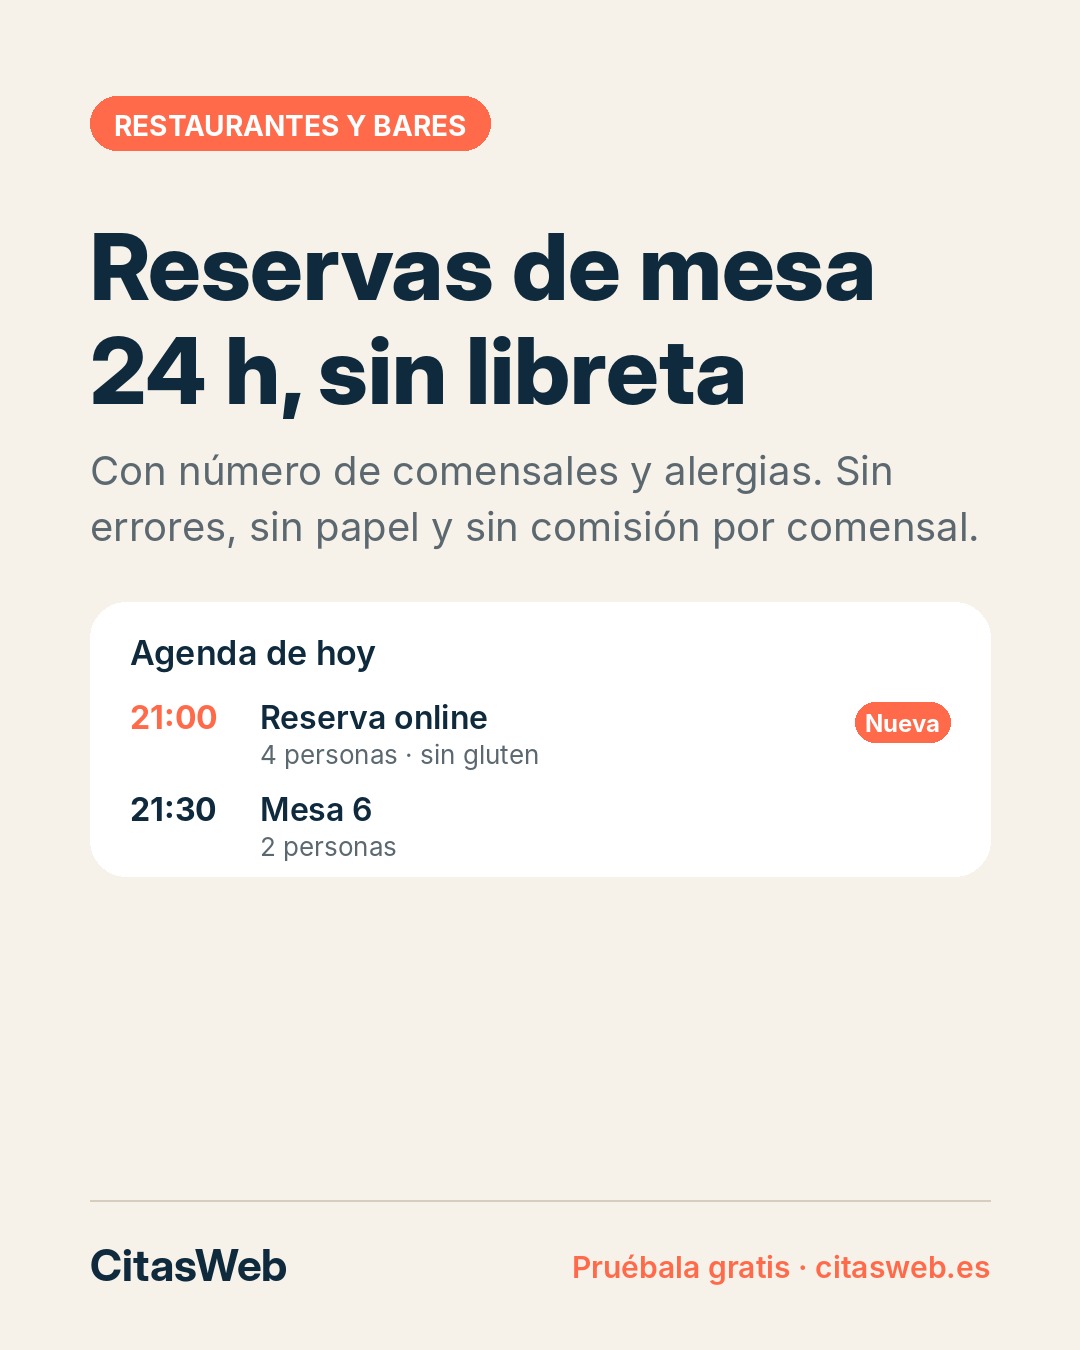 RESTAURANTES Y BARES
Reservas de mesa
24 h, sin libreta
Con número de comensales y alergias. Sin
errores, sin papel y sin comisión por comensal.
Agenda de hoy
21:00 Reserva online Nueva
4 personas · sin gluten
21:30 Mesa 6
2 personas
CitasWeb Pruébala gratis · citasweb.es